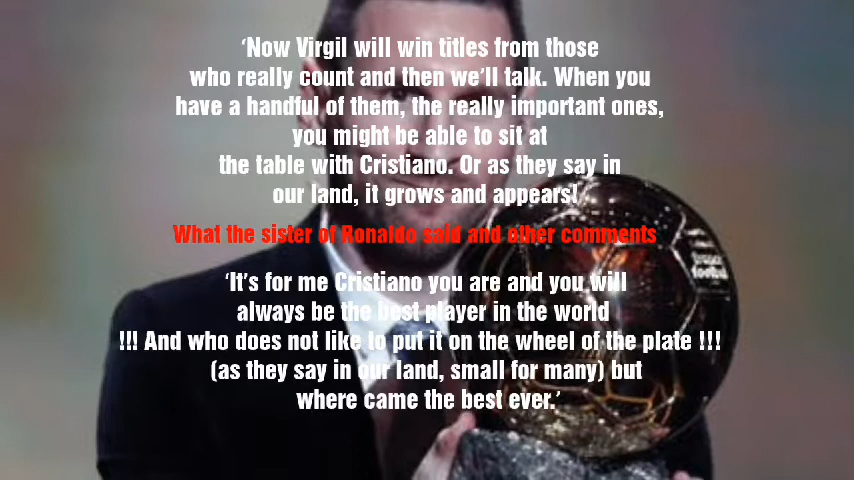 ‘Now Virgil will win titles from those
who really count and then we’ll talk. When you
have a handful of them, the really important ones,
you might be able to sit at
the table with Cristiano. Or as they say in
our land, it grows and appears!
What the sister of Ronaldo said and other comments
‘It’s for me Cristiano you are and you will
always be the best player in the world
!!! And who does not like to put it on the wheel of the plate !!!
(as they say in our land, small for many) but
where came the best ever.’
france
football